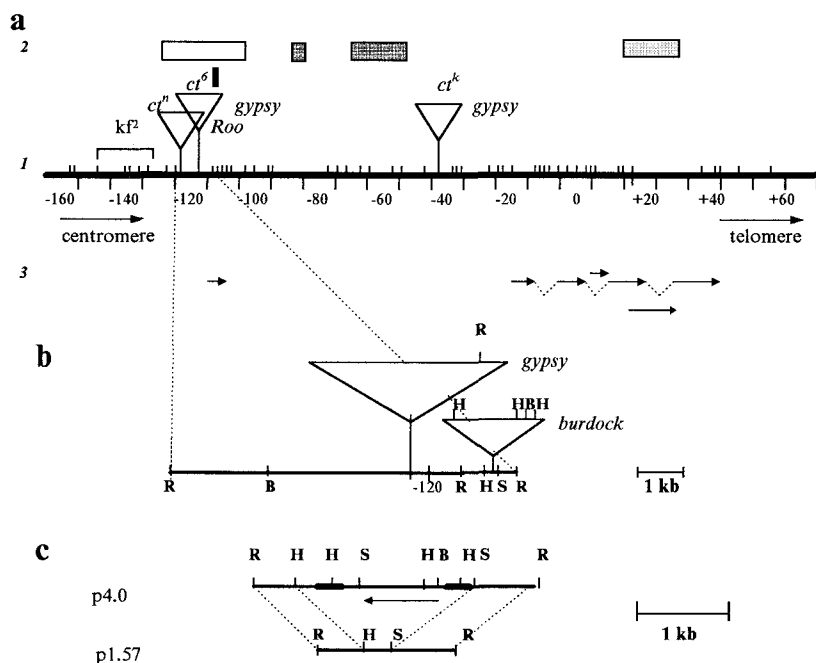 a
2
ct⁶
ctᵏ
ctⁿ
gypsy
gypsy
Roo
kf²
1
-160 -140 -120 -100 -80 -60 -40 -20 0 +20 +40 +60
centromere
telomere
3
b
R
gypsy
H
HBH
burdock
R B -120 R H S R
1 kb
c
R H H S H B H S R
p4.0
1 kb
R H S R
p1.57